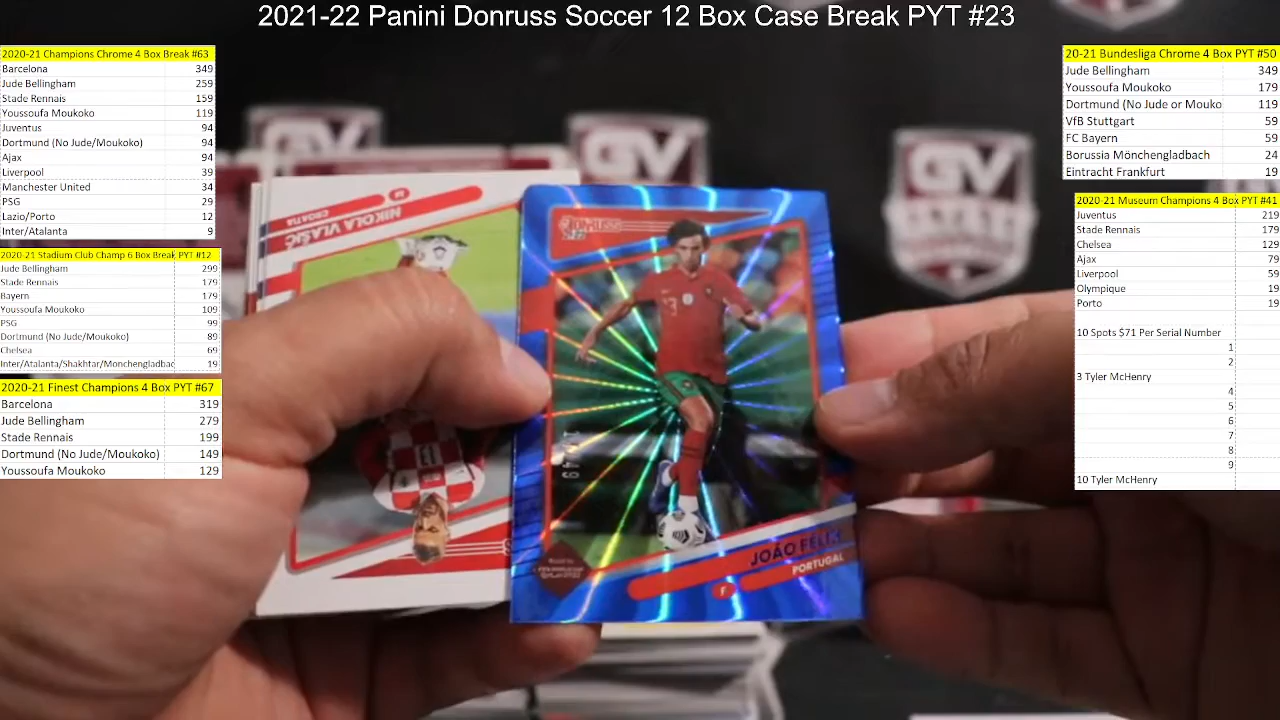 2021-22 Panini Donruss Soccer 12 Box Case Break PYT #23
2020-21 Champions Chrome 4 Box Break #63
Barcelona 349
Jude Bellingham 259
Stade Rennais 159
Youssoufa Moukoko 119
Juventus 94
Dortmund (No Jude/Moukoko) 94
Ajax 94
Liverpool 39
Manchester United 34
PSG 29
Lazio/Porto 12
Inter/Atalanta 9
2020-21 Stadium Club Champ 6 Box Break PYT #12
Jude Bellingham 299
Stade Rennais 179
Bayern 179
Youssoufa Moukoko 109
PSG 99
Dortmund (No Jude/Moukoko) 89
Chelsea 69
Inter/Atalanta/Shakhtar/Monchengladbac 19
2020-21 Finest Champions 4 Box PYT #67
Barcelona 319
Jude Bellingham 279
Stade Rennais 199
Dortmund (No Jude/Moukoko) 149
Youssoufa Moukoko 129
20-21 Bundesliga Chrome 4 Box PYT #50
Jude Bellingham 349
Youssoufa Moukoko 179
Dortmund (No Jude or Mouko 119
VfB Stuttgart 59
FC Bayern 59
Borussia Mönchengladbach 24
Eintracht Frankfurt 19
2020-21 Museum Champions 4 Box PYT #41
Juventus 219
Stade Rennais 179
Chelsea 129
Ajax 79
Liverpool 59
Olympique 19
Porto 19
10 Spots $71 Per Serial Number
1
2
3 Tyler McHenry
4
5
6
7
8
9
10 Tyler McHenry
GV
GV
GV
NIKOLA VLAŠIĆ
CROATIA
DONRUSS
13
JOÃO FÉLIX
PORTUGAL
F